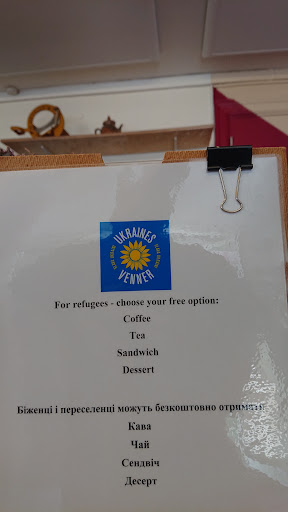 UKRAINES
VENNER
For refugees - choose your free option:
Coffee
Tea
Sandwich
Dessert
Біженці і переселенці можуть безкоштовно отримати:
Кава
Чай
Сендвіч
Десерт